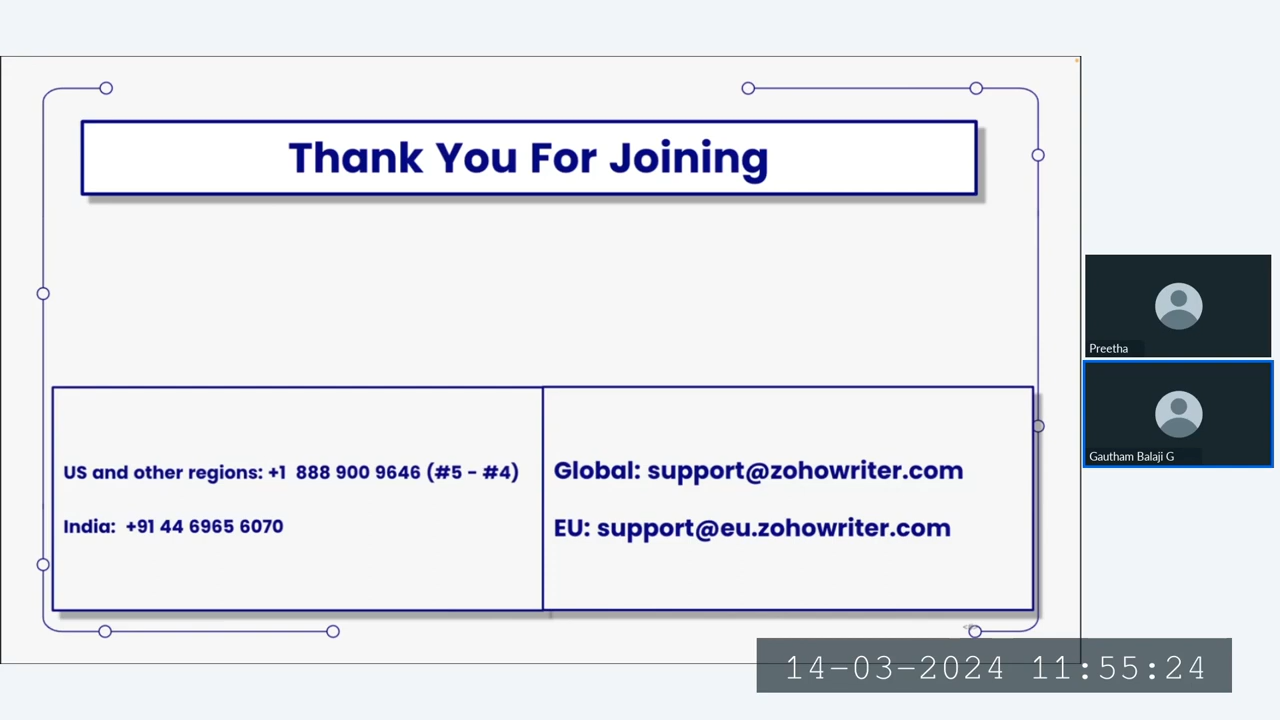 Thank You For Joining
US and other regions: +1  888 900 9646 (#5 - #4)
India:  +91 44 6965 6070
Global: support@zohowriter.com
EU: support@eu.zohowriter.com
Preetha
Gautham Balaji G
14-03-2024 11:55:24